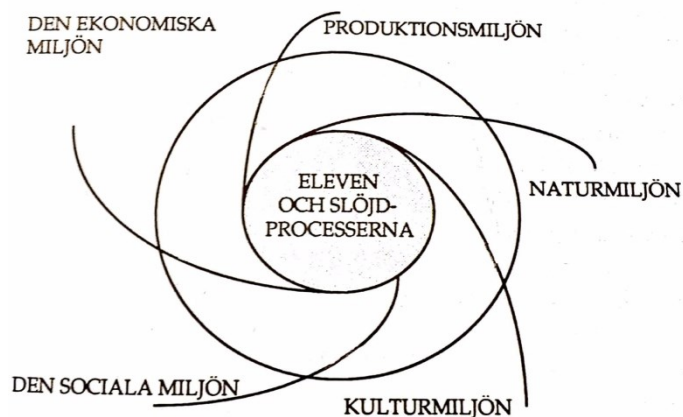 DEN EKONOMISKA
MILJÖN
PRODUKTIONSMILJÖN
ELEVEN
OCH SLÖJD-
PROCESSERNA
NATURMILJÖN
DEN SOCIALA MILJÖN
KULTURMILJÖN